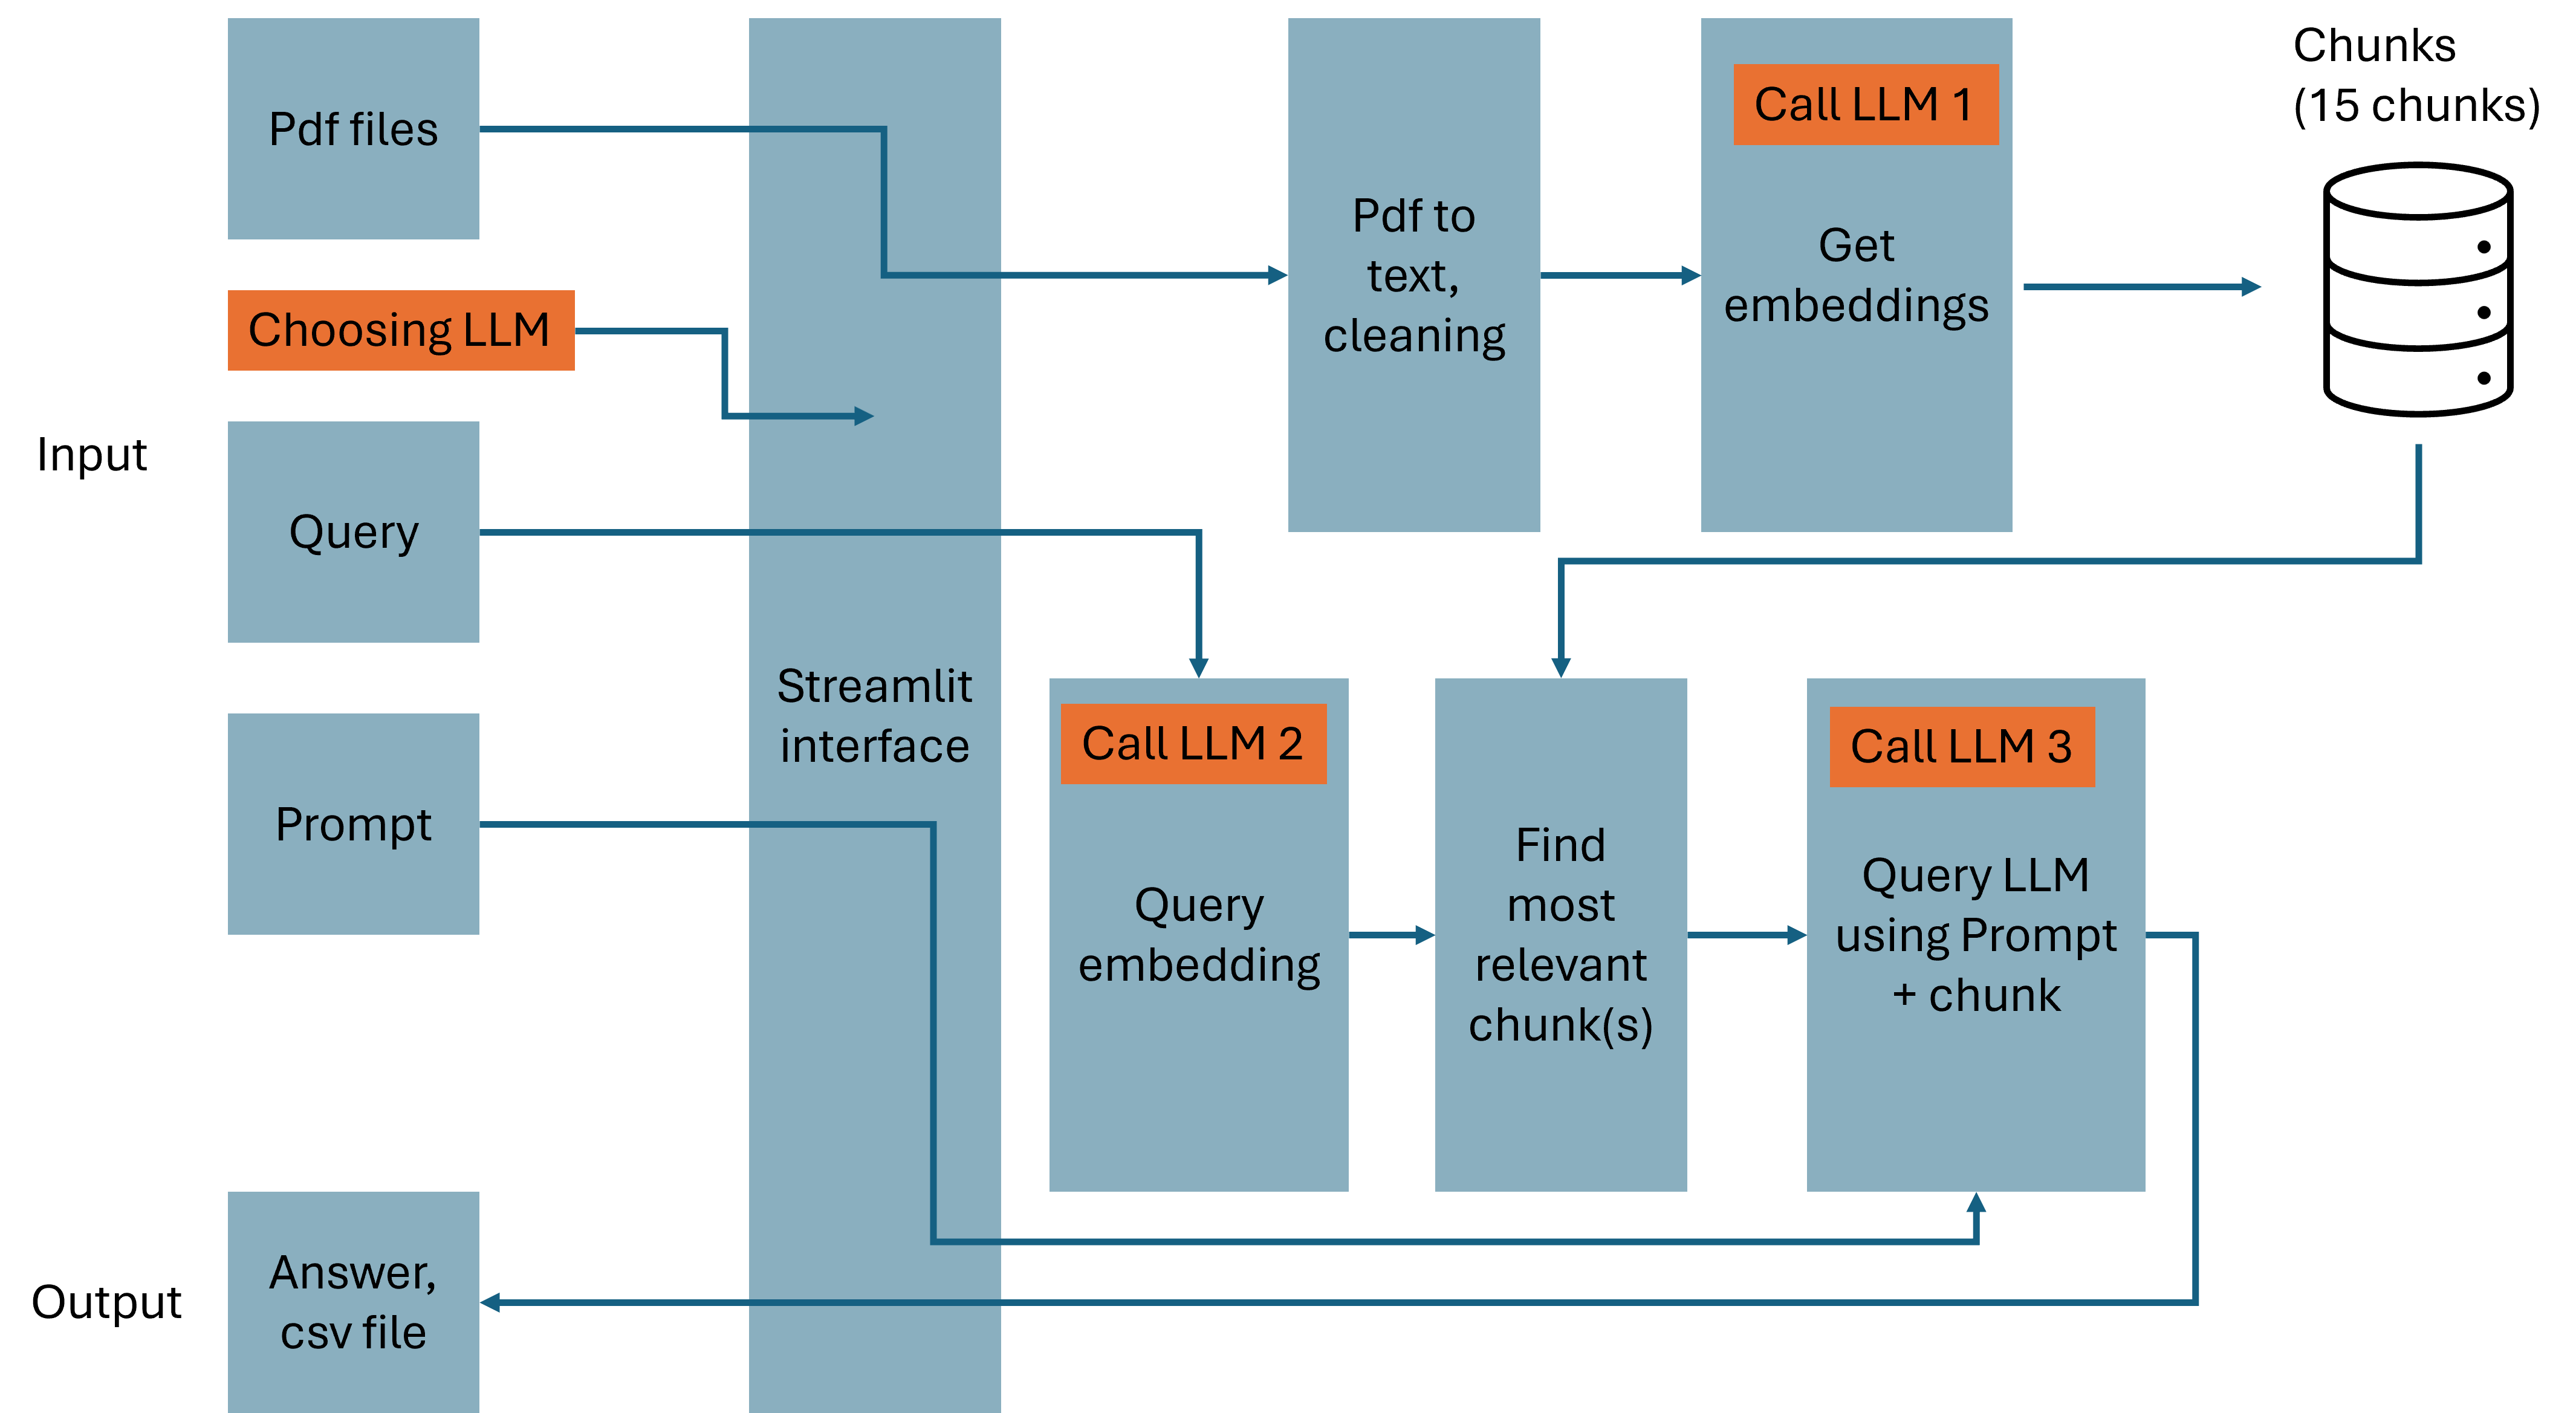 Pdf files
Choosing LLM
Input
Query
Prompt
Output
Answer,
csv file
Streamlit
interface
Pdf to
text,
cleaning
Call LLM 1
Get
embeddings
Chunks
(15 chunks)
Call LLM 2
Query
embedding
Find
most
relevant
chunk(s)
Call LLM 3
Query LLM
using Prompt
+ chunk